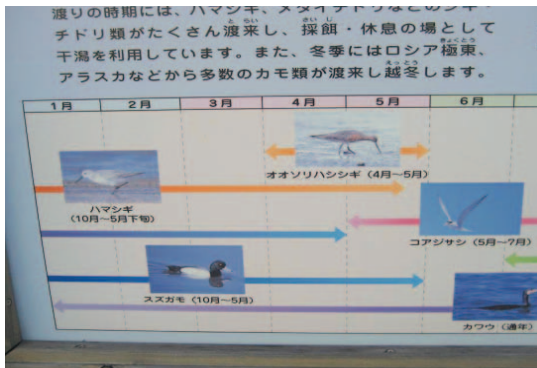 渡りの時期には、ハマシギ、メダイチドリなどのシギ・
チドリ類がたくさん渡来し、採餌・休息の場として
干潟を利用しています。また、冬季にはロシア極東、
アラスカなどから多数のカモ類が渡来し越冬します。
1月 2月 3月 4月 5月 6月
オオソリハシシギ(4月〜5月)
ハマシギ
(10月〜5月下旬)
コアジサシ(5月〜7月)
スズガモ(10月〜5月)
カワウ(通年)